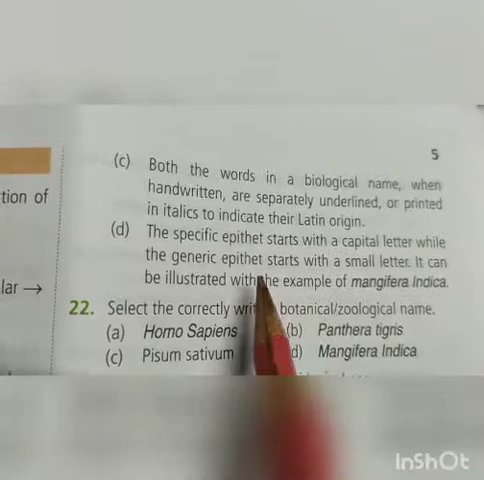 5
tion of
(c) Both the words in a biological name, when
handwritten, are separately underlined, or printed
in italics to indicate their Latin origin.
(d) The specific epithet starts with a capital letter while
the generic epithet starts with a small letter. It can
be illustrated with the example of mangifera Indica.
lar →
22. Select the correctly writ botanical/zoological name.
(a) Homo Sapiens (b) Panthera tigris
(c) Pisum sativum d) Mangifera Indica
InShOt